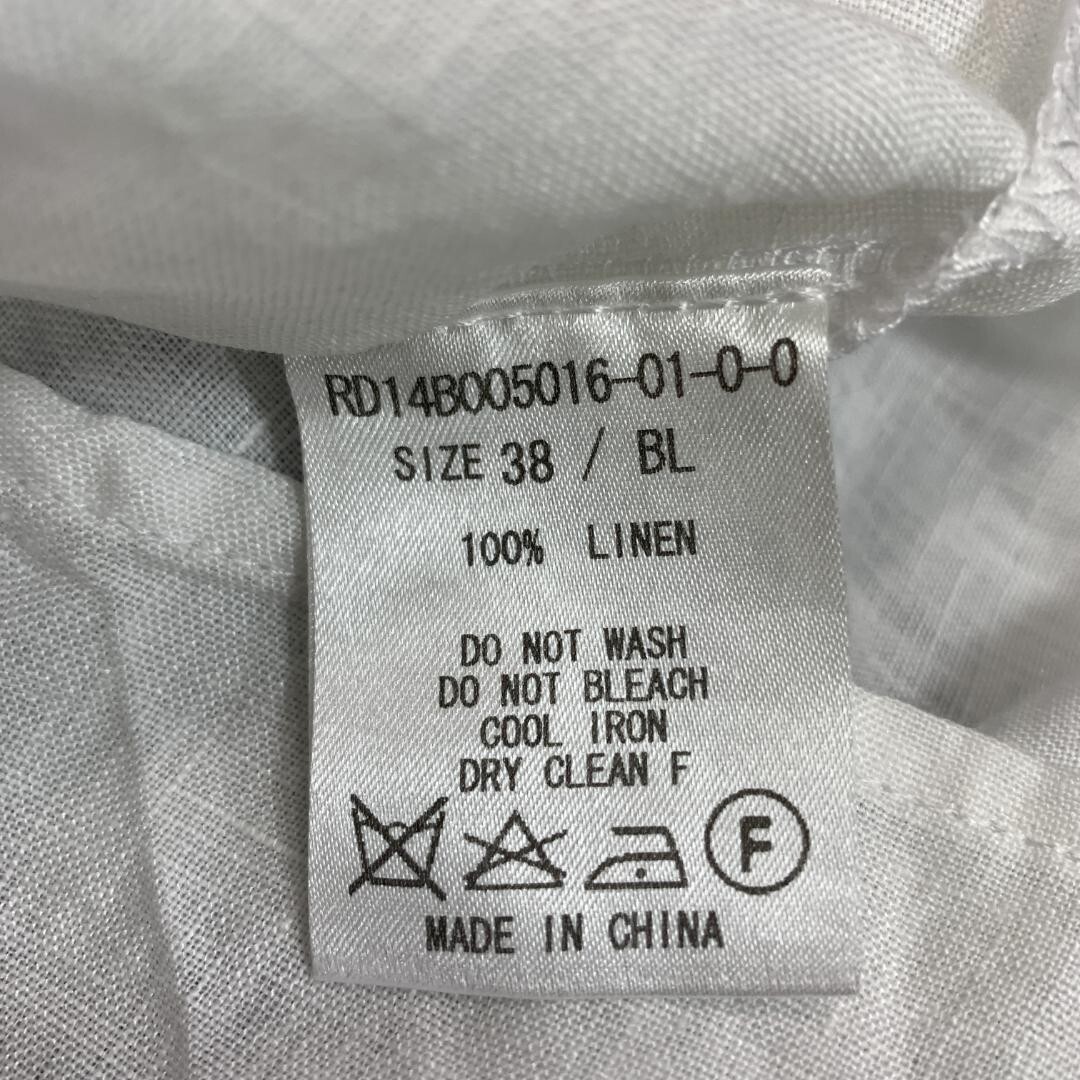 RD14B005016-01-0-0
SIZE 38 / BL
100% LINEN
DO NOT WASH
DO NOT BLEACH
COOL IRON
DRY CLEAN F
F
MADE IN CHINA